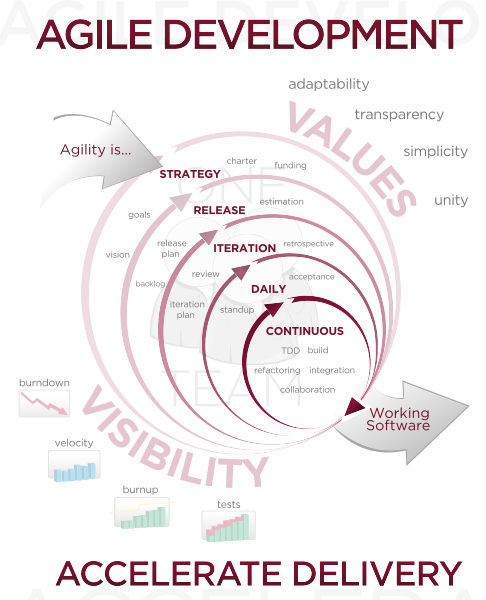 AGILE DEVELOPMENT
adaptability
VALUES
transparency
simplicity
unity
Agility is...
ONE
TEAM
STRATEGY
charter
funding
goals
vision
RELEASE
estimation
release
plan
backlog
ITERATION
retrospective
review
iteration
plan
DAILY
acceptance
standup
CONTINUOUS
TDD build
refactoring integration
collaboration
Working
Software
VISIBILITY
burndown
velocity
burnup
tests
ACCELERATE DELIVERY